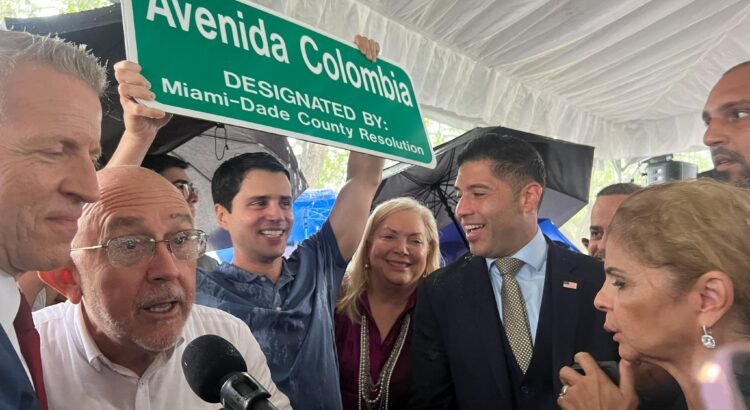 Avenida Colombia
DESIGNATED BY:
Miami-Dade County Resolution